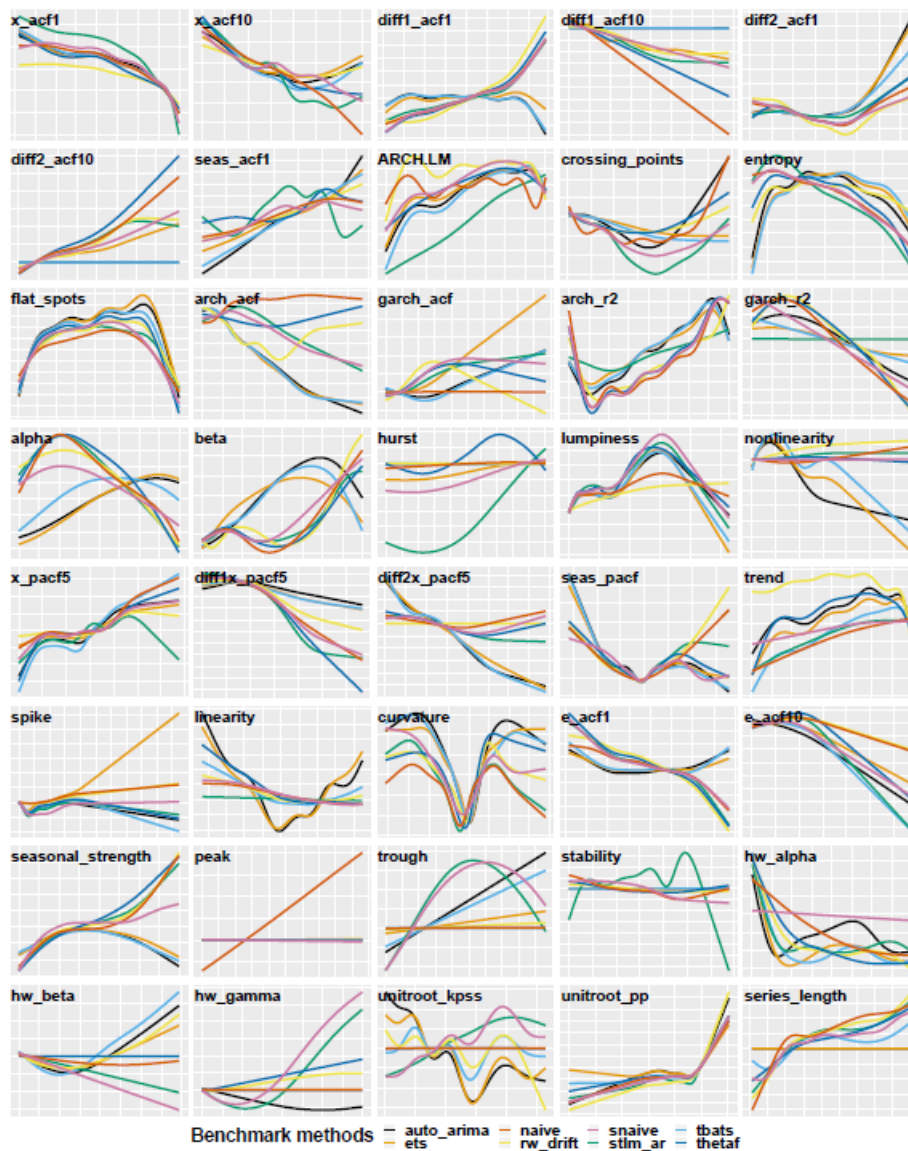 x_acf1 x_acf10 diff1_acf1 diff1_acf10 diff2_acf1
diff2_acf10 seas_acf1 ARCH.LM crossing_points entropy
flat_spots arch_acf garch_acf arch_r2 garch_r2
alpha beta hurst lumpiness nonlinearity
x_pacf5 diff1x_pacf5 diff2x_pacf5 seas_pacf trend
spike linearity curvature e_acf1 e_acf10
seasonal_strength peak trough stability hw_alpha
hw_beta hw_gamma unitroot_kpss unitroot_pp series_length
Benchmark methods auto_arima naive snaive tbats
ets rw_drift stlm_ar thetaf